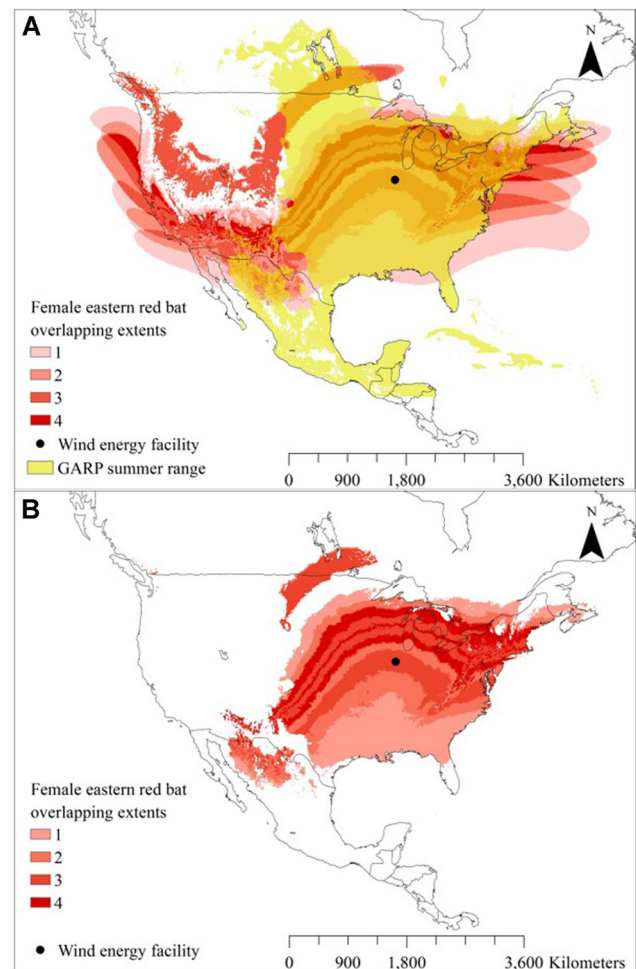 A
N
Female eastern red bat
overlapping extents
1
2
3
4
Wind energy facility
GARP summer range
0 900 1,800 3,600 Kilometers
B
N
Female eastern red bat
overlapping extents
1
2
3
4
Wind energy facility
0 900 1,800 3,600 Kilometers